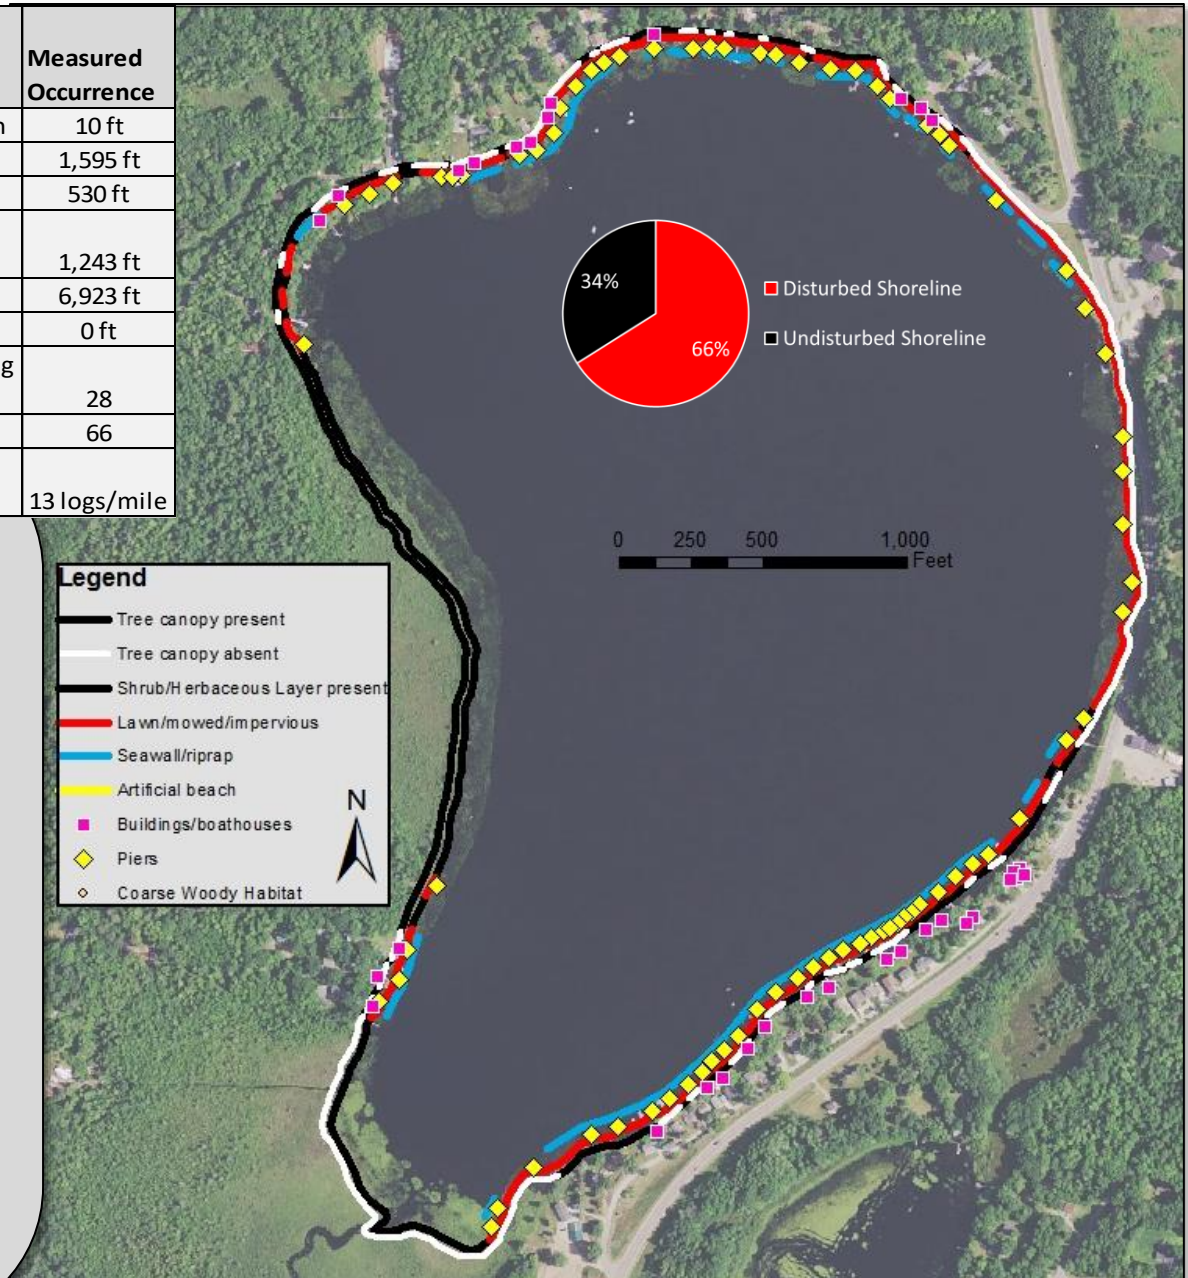 Measured
Occurrence
n 10 ft
1,595 ft
530 ft
1,243 ft
6,923 ft
0 ft
g
28
66
13 logs/mile
34%
66%
Disturbed Shoreline
Undisturbed Shoreline
0 250 500 1,000
Feet
Legend
Tree canopy present
Tree canopy absent
Shrub/Herbaceous Layer present
Lawn/mowed/impervious
Seawall/riprap
Artificial beach
Buildings/boathouses
Piers
Coarse Woody Habitat
N